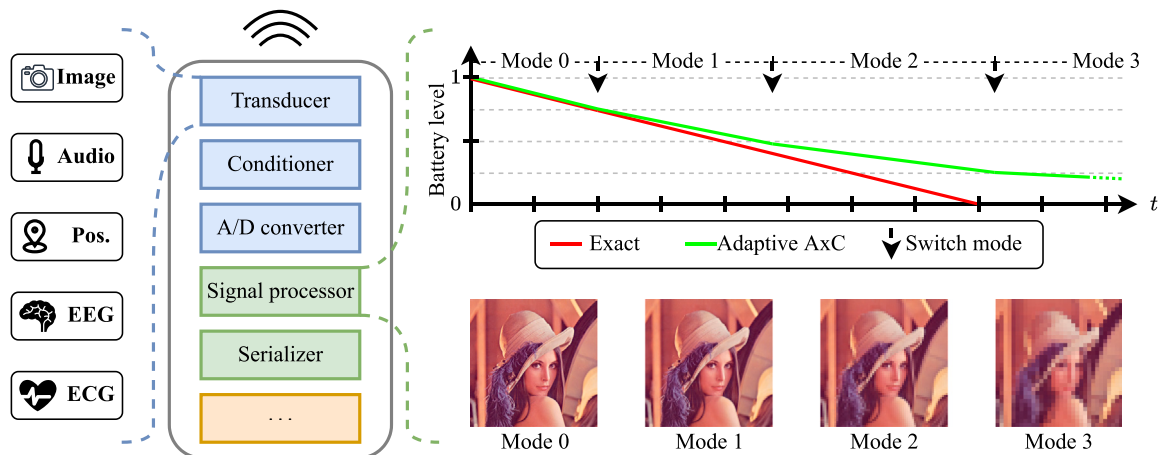 Image
Audio
Pos.
EEG
ECG
Transducer
Conditioner
A/D converter
Signal processor
Serializer
...
Mode 0 Mode 1 Mode 2 Mode 3
Battery level
1
0
t
Exact Adaptive AxC Switch mode
Mode 0 Mode 1 Mode 2 Mode 3